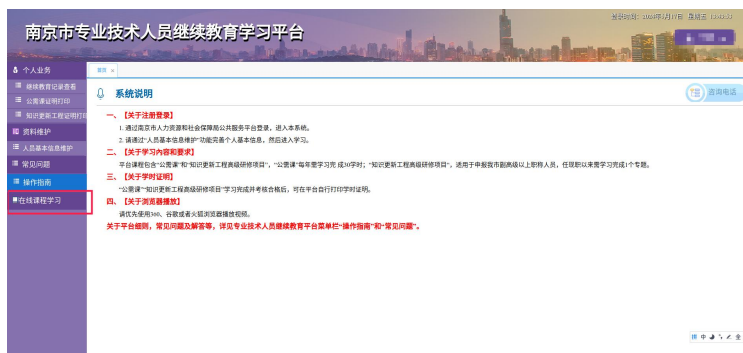 南京市专业技术人员继续教育学习平台
个人业务
继续教育记录查看
公需课证明打印
知识更新工程证明打印
资料维护
人员基本信息维护
常见问题
操作指南
在线课程学习
首页 ×
系统说明
咨询电话
一、【关于注册登录】
1. 通过南京市人力资源和社会保障局公共服务平台登录，进入本系统。
2. 请通过“人员基本信息维护”功能完善个人基本信息，然后进入学习。
二、【关于学习内容和要求】
平台课程包含“公需课”和“知识更新工程高级研修项目”，“公需课”每年需学习完 成30学时；“知识更新工程高级研修项目”，适用于申报我市副高级以上职称人员，任现职以来需学习完成1个专题。
三、【关于学时证明】
“公需课”“知识更新工程高级研修项目”学习完成并考核合格后，可在平台自行打印学时证明。
四、【关于浏览器播放】
请优先使用360、谷歌或者火狐浏览器播放视频。
关于平台细则，常见问题及解答等，详见专业技术人员继续教育平台菜单栏“操作指南”和“常见问题”。